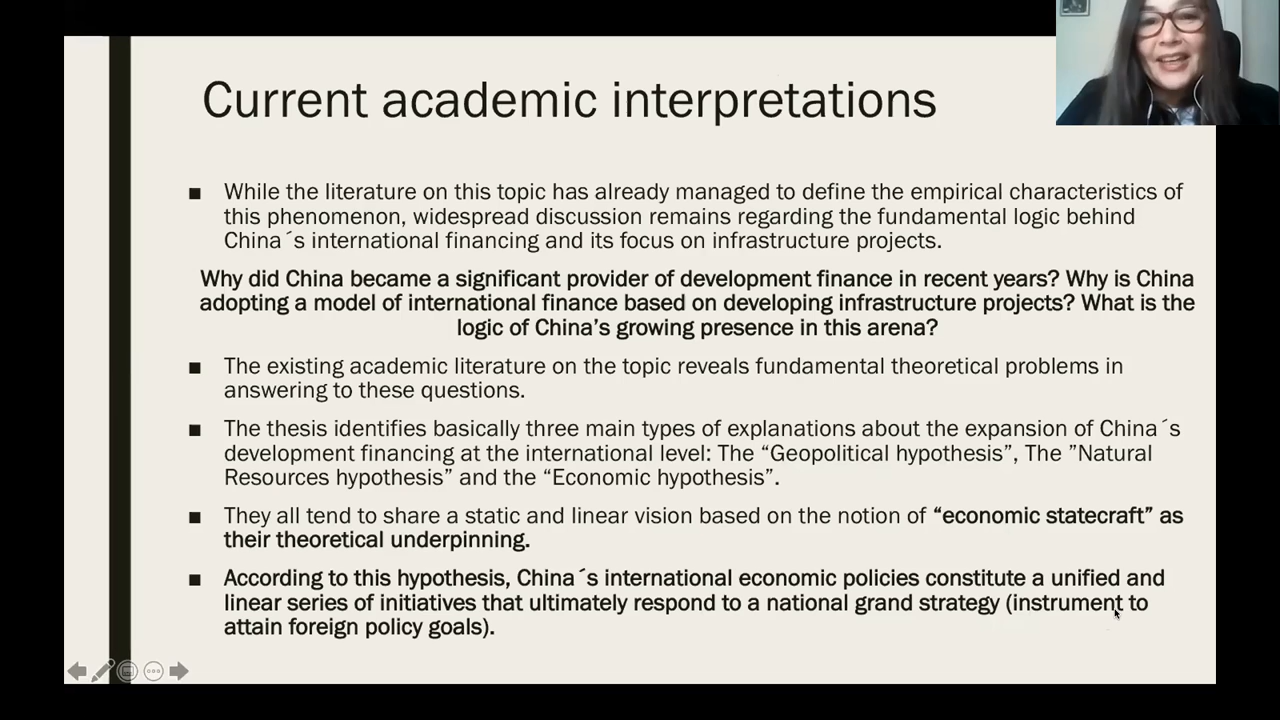 Current academic interpretations
■ While the literature on this topic has already managed to define the empirical characteristics of
this phenomenon, widespread discussion remains regarding the fundamental logic behind
China´s international financing and its focus on infrastructure projects.
Why did China became a significant provider of development finance in recent years? Why is China
adopting a model of international finance based on developing infrastructure projects? What is the
logic of China’s growing presence in this arena?
■ The existing academic literature on the topic reveals fundamental theoretical problems in
answering to these questions.
■ The thesis identifies basically three main types of explanations about the expansion of China´s
development financing at the international level: The “Geopolitical hypothesis”, The ”Natural
Resources hypothesis” and the “Economic hypothesis”.
■ They all tend to share a static and linear vision based on the notion of “economic statecraft” as
their theoretical underpinning.
■ According to this hypothesis, China´s international economic policies constitute a unified and
linear series of initiatives that ultimately respond to a national grand strategy (instrument to
attain foreign policy goals).